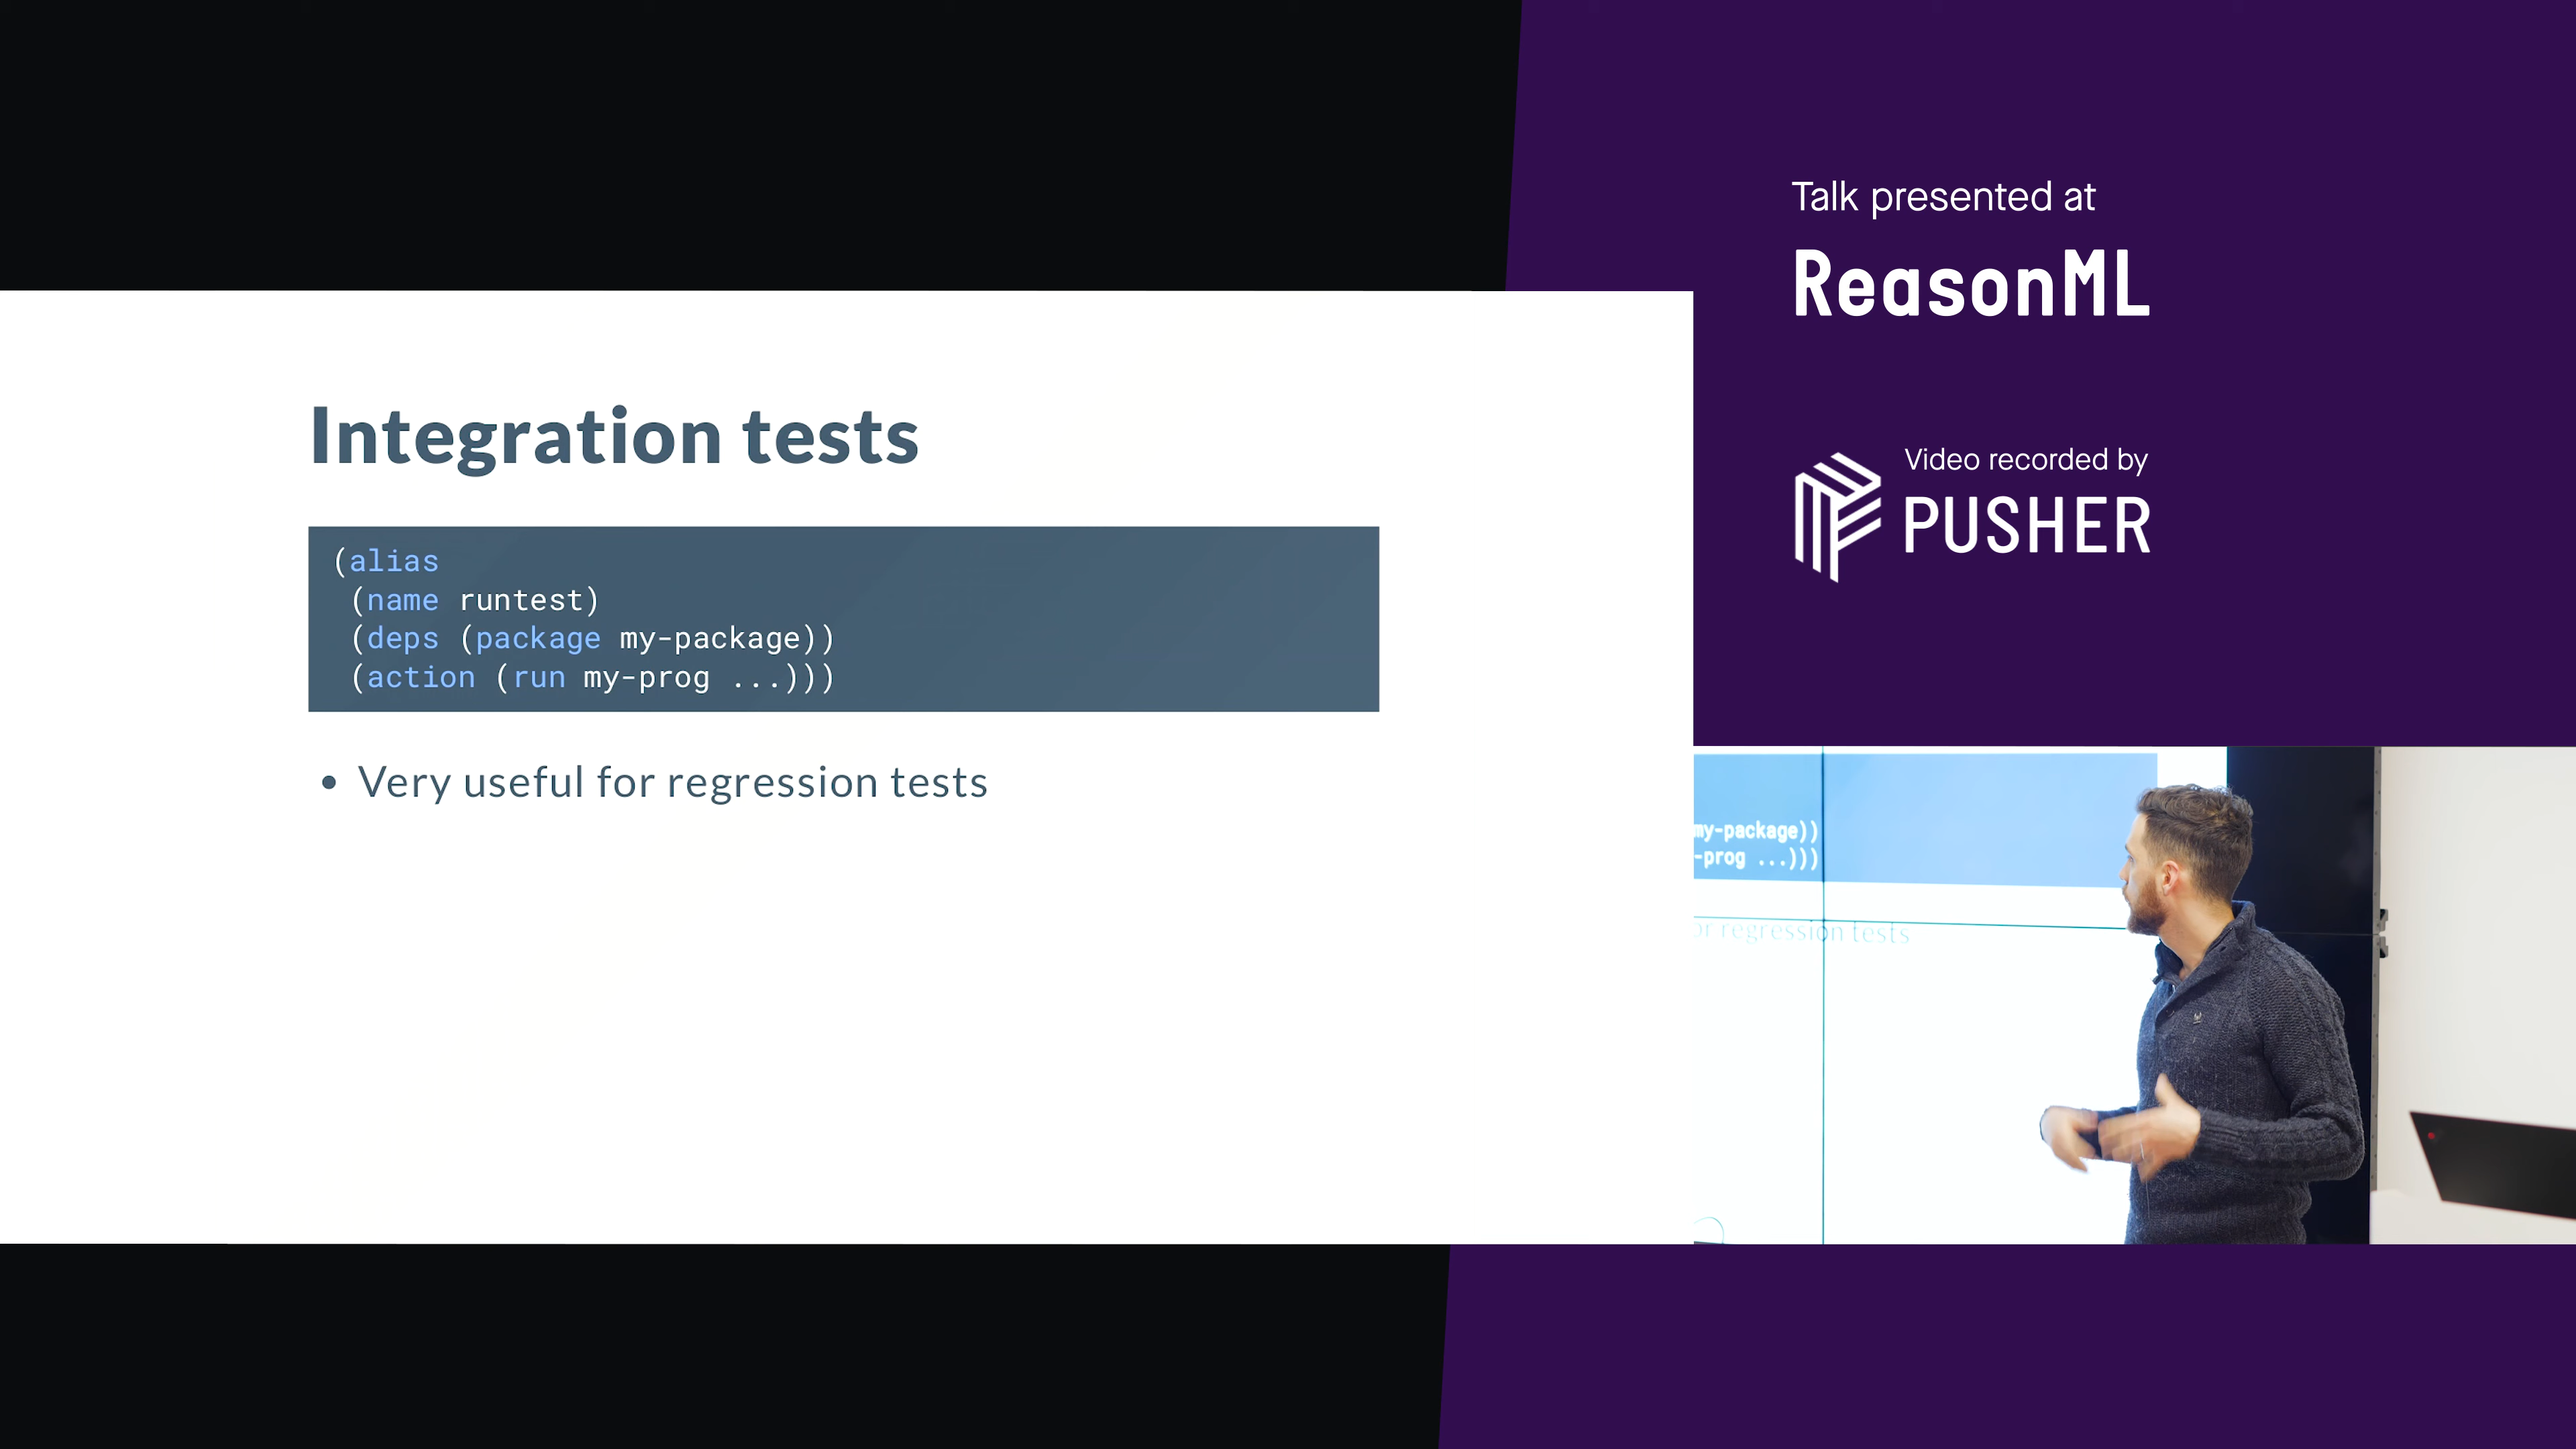 Talk presented at
ReasonML
Video recorded by
PUSHER
Integration tests
(alias
(name runtest)
(deps (package my-package))
(action (run my-prog ...)))
• Very useful for regression tests
my-package))
-prog ...)))
or regression tests